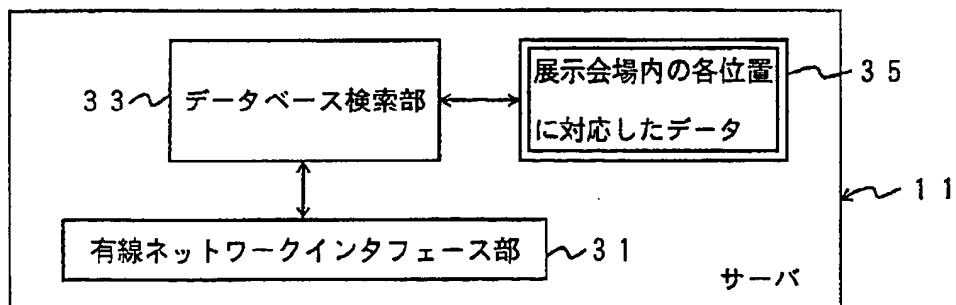 展示会場内の各位置
に対応したデータ
35
33
データベース検索部
11
有線ネットワークインタフェース部
31
サーバ